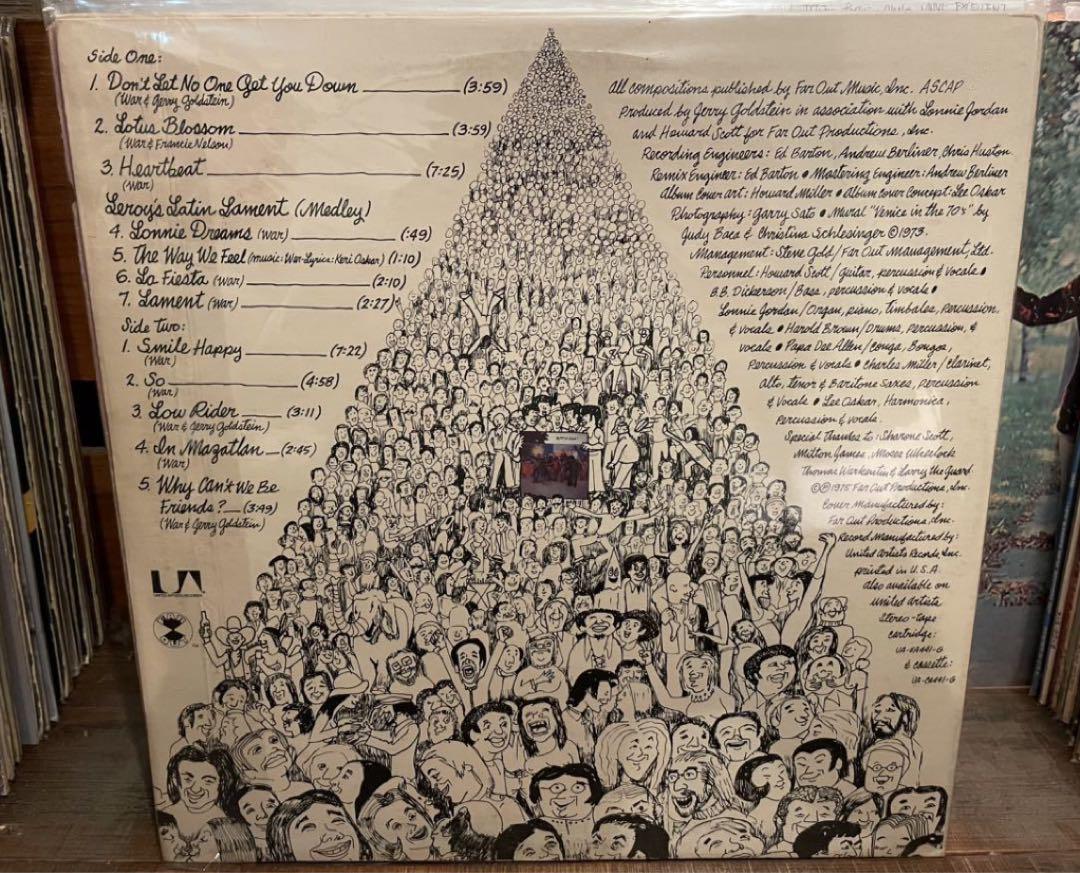 Side One:
1. Don't Let No One Get You Down (3:59)
(War & Gerry Goldstein)
2. Lotus Blossom (3:59)
(War & Francie Nelson)
3. Heartbeat (7:25)
(War)
Leroy's Latin Lament (Medley)
4. Lonnie Dreams (War) (:49)
5. The Way We Feel (music: War-Lyrics: Keri Oskar) (1:10)
6. La Fiesta (War) (2:10)
7. Lament (War) (2:27)
Side Two:
1. Smile Happy (7:22)
(War)
2. So (4:58)
(War)
3. Low Rider (3:11)
(War & Gerry Goldstein)
4. In Mazatlan (2:45)
(War)
5. Why Can't We Be
Friends? (3:49)
(War & Gerry Goldstein)
UA
All compositions published by Far Out Music, Inc. ASCAP
Produced by Jerry Goldstein in association with Lonnie Jordan
and Howard Scott for Far Out Productions, Inc.
Recording Engineers: Ed Barton, Andrew Berliner, Chris Huston
Remix Engineer: Ed Barton • Mastering Engineer: Andrew Berliner
Album Cover art: Howard Miller • Album Cover Concept: Lee Oskar
Photography: Garry Sato • Mural "Venice in the 70's" by
Judy Baca & Christina Schlesinger ©1973.
Management: Steve Gold/Far Out Management, Ltd.
Personnel: Howard Scott/guitar, percussion & vocals •
B.B. Dickerson/Bass, percussion & vocals •
Lonnie Jordan/Organ, piano, timbales, percussion,
& vocals • Harold Brown/Drums, percussion, &
vocals • Papa Dee Allen/Conga, Bongos,
Percussion & vocals • Charles Miller/Clarinet,
alto, tenor & Baritone Saxes, percussion
& vocals • Lee Oskar, Harmonica,
percussion & vocals.
Special thanks to: Sharone Scott,
Milton James, Moses Wheelock
Thomas Warkentin & Larry the Guard.
©℗1975 Far Out Productions, Inc.
Cover Manufactured by:
Far Out Productions, Inc.
Record Manufactured by:
United Artists Records, Inc.
printed in U.S.A.
also available on
United Artists
Stereo-tape
cartridge:
UA-EA441-G
& cassette:
UA-CA441-G